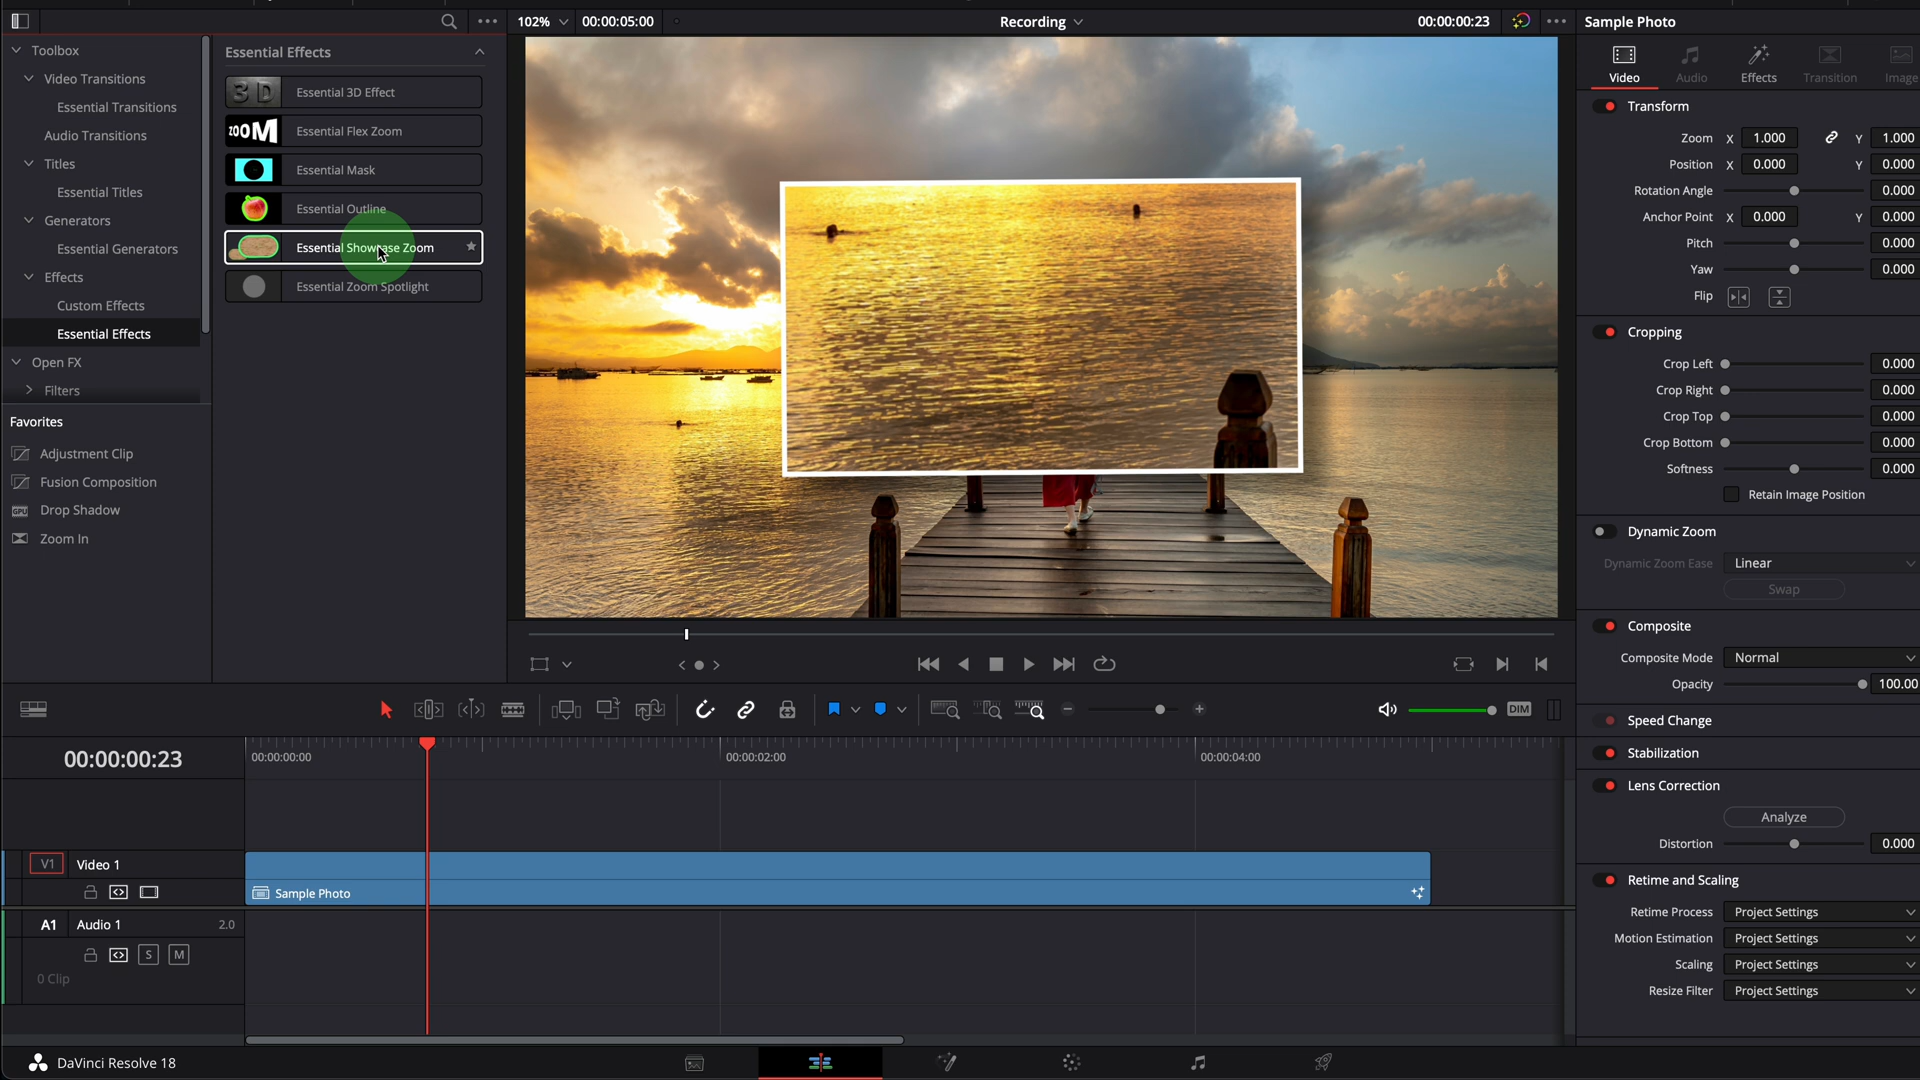 102%
00:00:05:00
Recording
00:00:00:23
Sample Photo
Toolbox
Video Transitions
Essential Transitions
Audio Transitions
Titles
Essential Titles
Generators
Essential Generators
Effects
Custom Effects
Essential Effects
Open FX
Filters
Favorites
Adjustment Clip
Fusion Composition
Drop Shadow
Zoom In
Essential Effects
3D Essential 3D Effect
ZOOM Essential Flex Zoom
Essential Mask
Essential Outline
Essential Showcase Zoom
Essential Zoom Spotlight
Video
Audio
Effects
Transition
Image
Transform
Zoom X 1.000 Y 1.000
Position X 0.000 Y 0.000
Rotation Angle 0.000
Anchor Point X 0.000 Y 0.000
Pitch 0.000
Yaw 0.000
Flip
Cropping
Crop Left 0.000
Crop Right 0.000
Crop Top 0.000
Crop Bottom 0.000
Softness 0.000
Retain Image Position
Dynamic Zoom
Dynamic Zoom Ease Linear
Swap
Composite
Composite Mode Normal
Opacity 100.00
Speed Change
Stabilization
Lens Correction
Analyze
Distortion 0.000
Retime and Scaling
Retime Process Project Settings
Motion Estimation Project Settings
Scaling Project Settings
Resize Filter Project Settings
DIM
00:00:00:23
00:00:00:00
00:00:02:00
00:00:04:00
V1 Video 1
Sample Photo
A1 Audio 1 2.0
S M
0 Clip
DaVinci Resolve 18